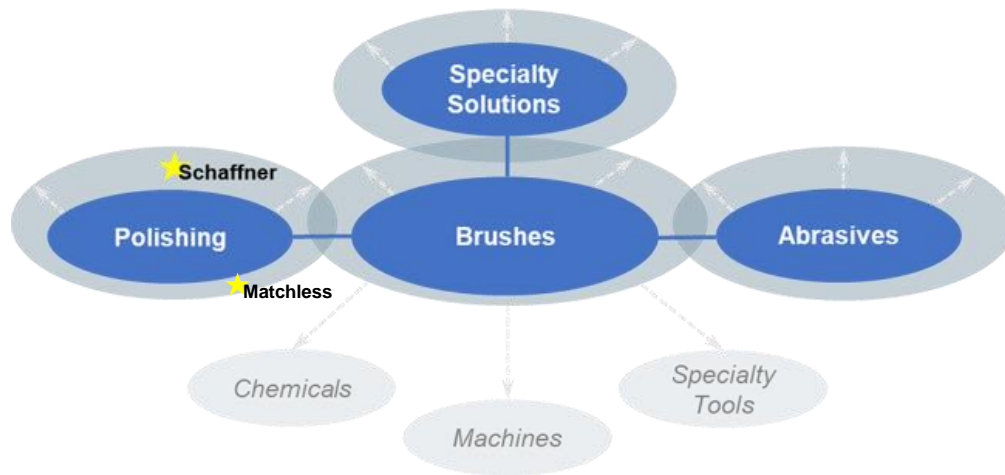 Specialty
Solutions
Schaffner
Polishing
Brushes
Abrasives
Matchless
Chemicals
Specialty
Tools
Machines